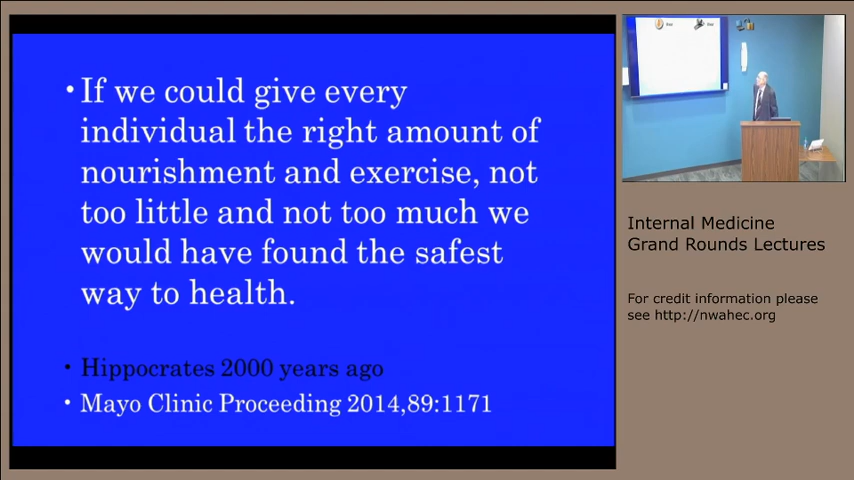 • If we could give every
individual the right amount of
nourishment and exercise, not
too little and not too much we
would have found the safest
way to health.
• Hippocrates 2000 years ago
• Mayo Clinic Proceeding 2014,89:1171
Internal Medicine
Grand Rounds Lectures
For credit information please
see http://nwahec.org